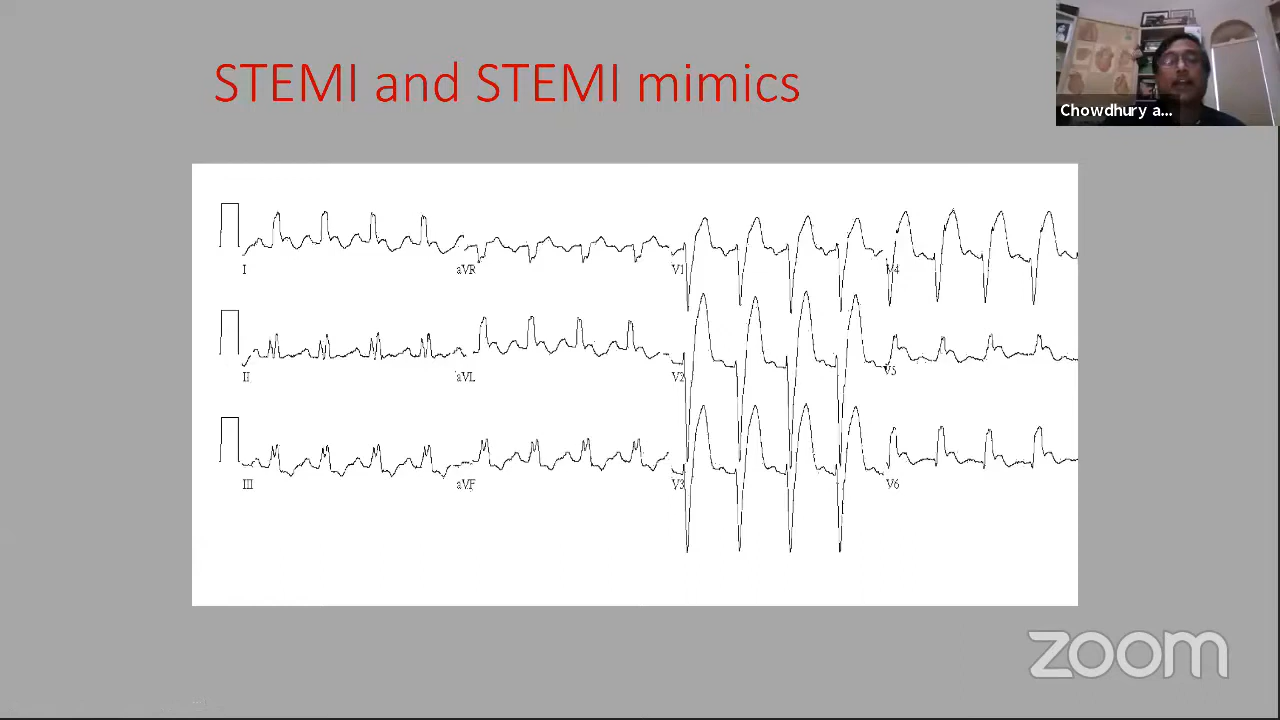 STEMI and STEMI mimics
Chowdhury a...
I
aVR
V1
V4
II
aVL
V2
V5
III
aVF
V3
V6
zoom